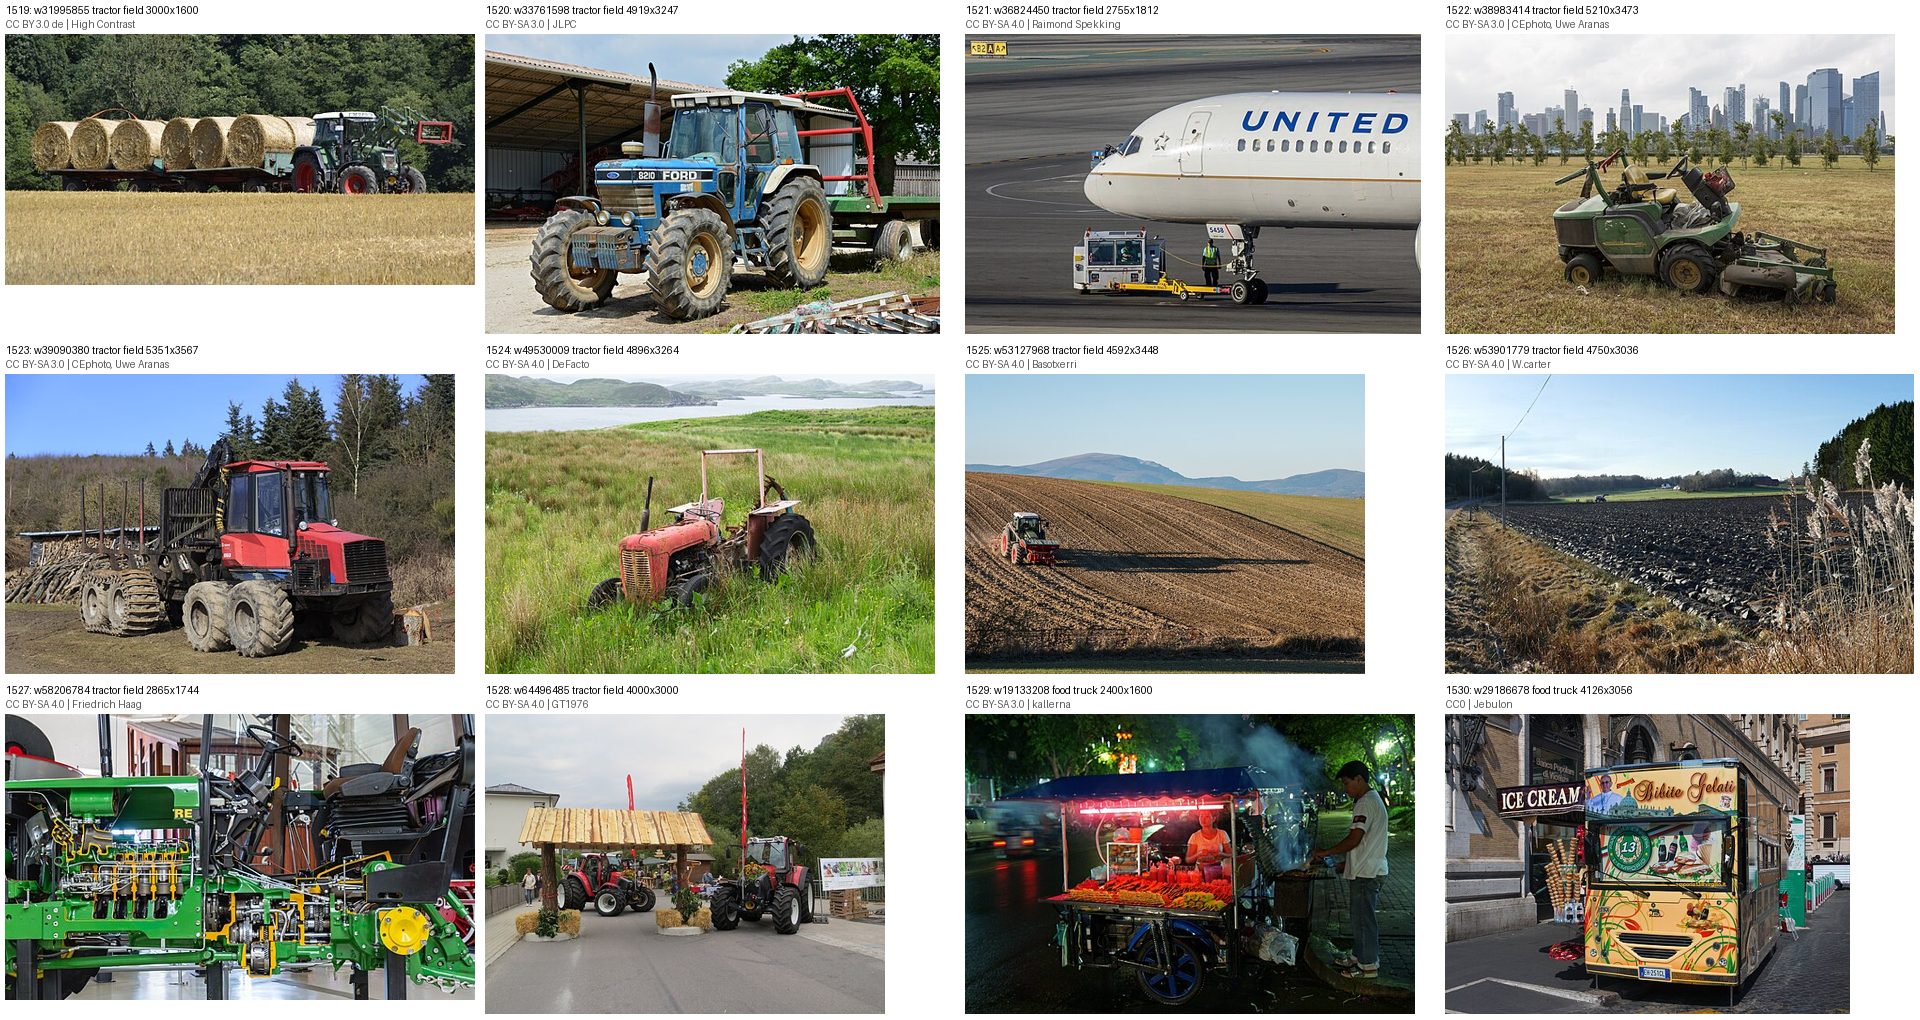 1519: w31995855 tractor field 3000x1600
CC BY 3.0 de | High Contrast
1520: w33761598 tractor field 4919x3247
CC BY-SA 3.0 | JLPC
8210 FORD
1521: w36824450 tractor field 2755x1812
CC BY-SA 4.0 | Raimond Spekking
B2 A A
UNITED
5458
1522: w38983414 tractor field 5210x3473
CC BY-SA 3.0 | CEphoto, Uwe Aranas
1523: w39090380 tractor field 5351x3567
CC BY-SA 3.0 | CEphoto, Uwe Aranas
1524: w49530009 tractor field 4896x3264
CC BY-SA 4.0 | DeFacto
1525: w53127968 tractor field 4592x3448
CC BY-SA 4.0 | Basotxerri
1526: w53901779 tractor field 4750x3036
CC BY-SA 4.0 | W.carter
1527: w58206784 tractor field 2865x1744
CC BY-SA 4.0 | Friedrich Haag
RE
1528: w64496485 tractor field 4000x3000
CC BY-SA 4.0 | GT1976
1529: w19133208 food truck 2400x1600
CC BY-SA 3.0 | kallerna
1530: w29186678 food truck 4126x3056
CC0 | Jebulon
ICE CREAM
Bibite Gelati
13